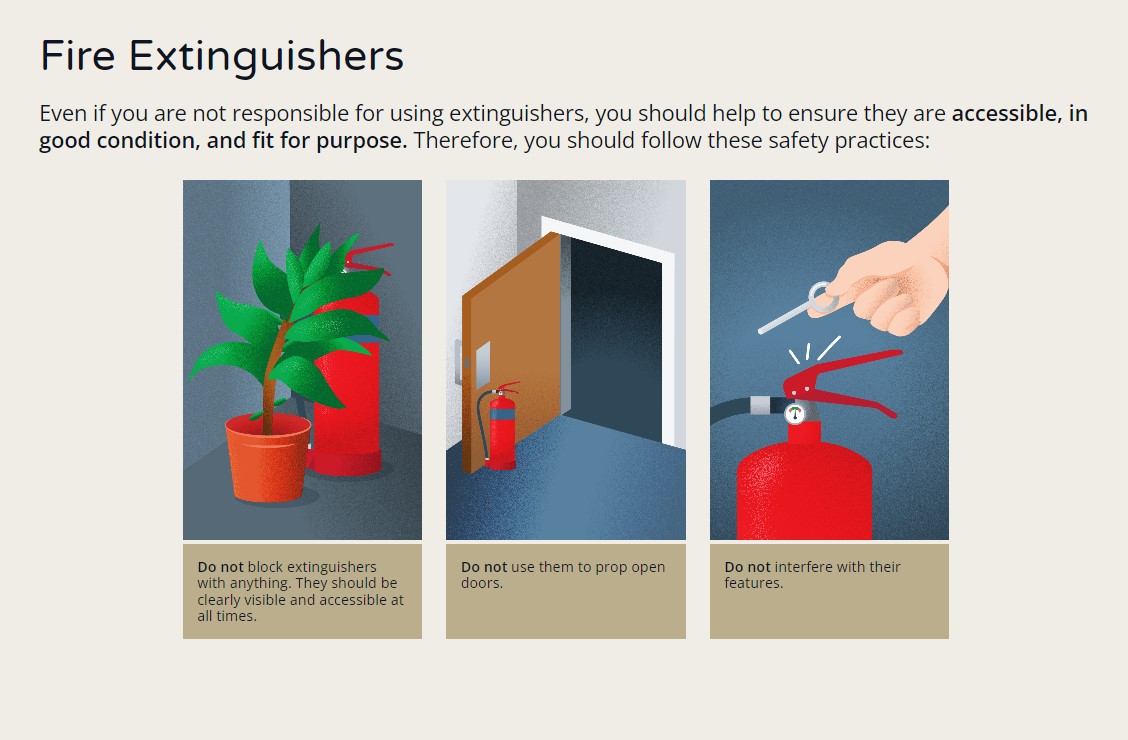 Fire Extinguishers
Even if you are not responsible for using extinguishers, you should help to ensure they are accessible, in
good condition, and fit for purpose. Therefore, you should follow these safety practices:
Do not block extinguishers
with anything. They should be
clearly visible and accessible at
all times.
Do not use them to prop open
doors.
Do not interfere with their
features.